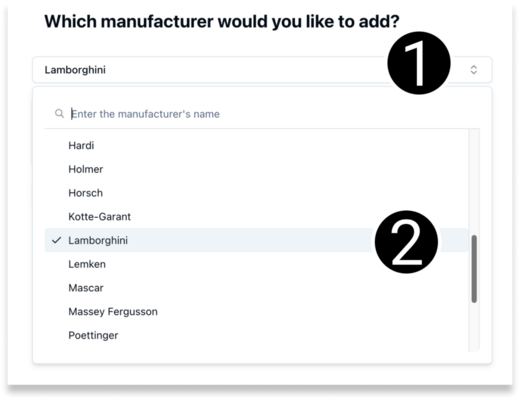 Which manufacturer would you like to add?
Lamborghini
1
Enter the manufacturer's name
Hardi
Holmer
Horsch
Kotte-Garant
Lamborghini
2
Lemken
Mascar
Massey Fergusson
Poettinger